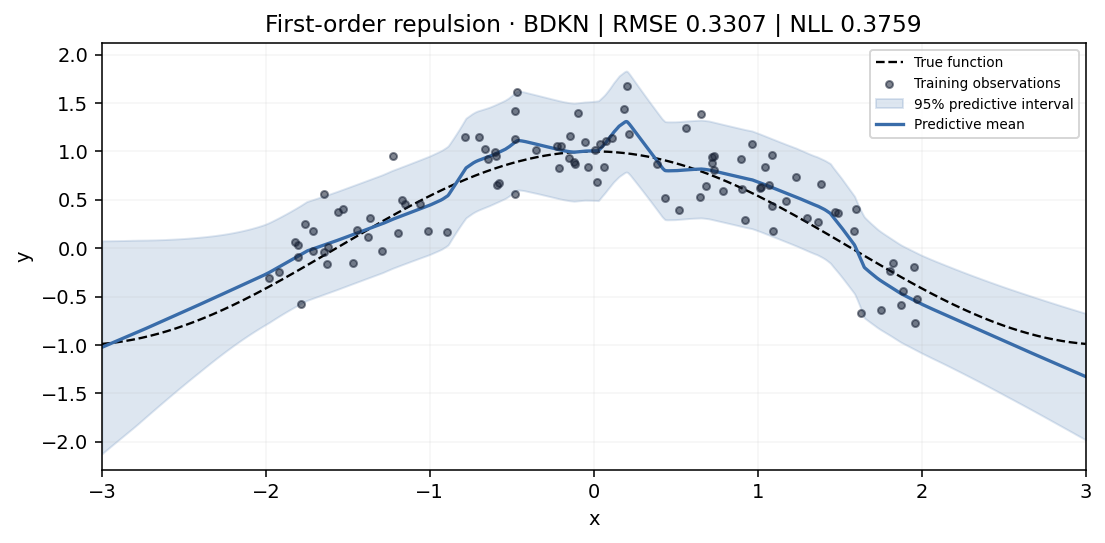 First-order repulsion · BDKN | RMSE 0.3307 | NLL 0.3759
True function
Training observations
95% predictive interval
Predictive mean
y
2.0
1.5
1.0
0.5
0.0
−0.5
−1.0
−1.5
−2.0
−3 −2 −1 0 1 2 3
x